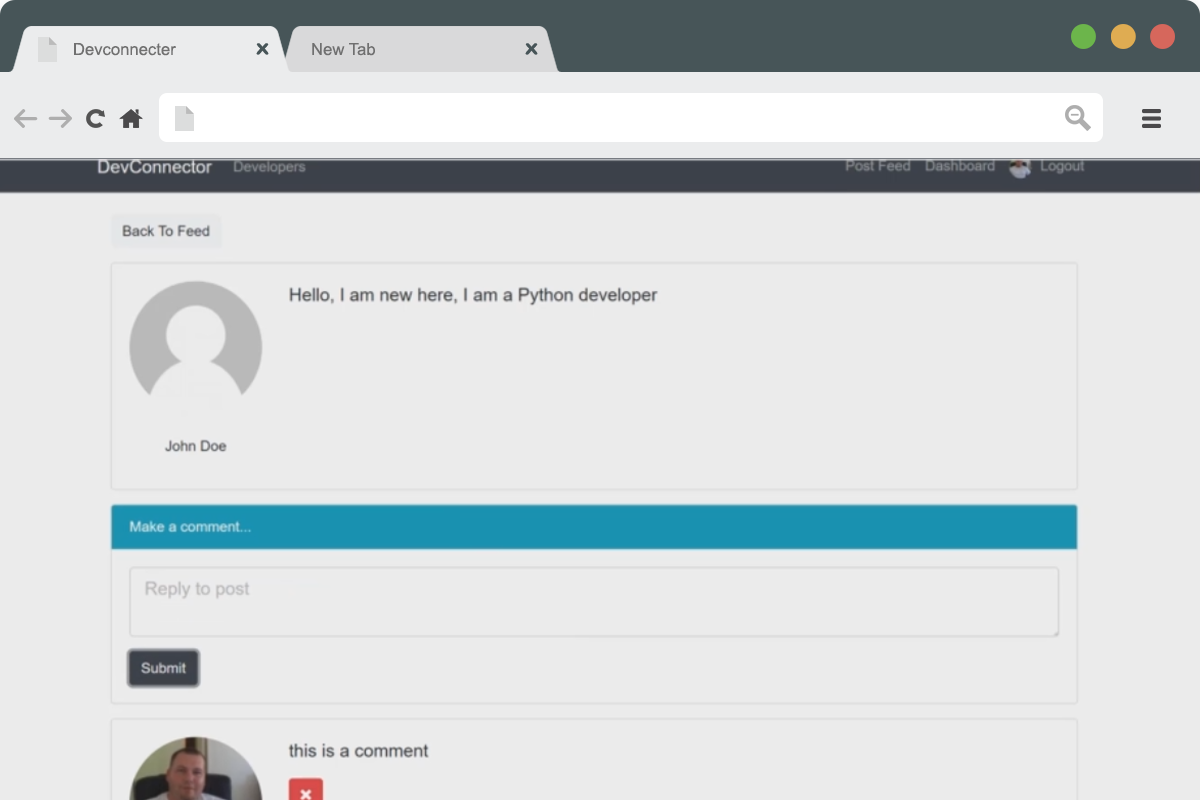 Devconnecter
New Tab
DevConnector Developers Post Feed Dashboard Logout
Back To Feed
Hello, I am new here, I am a Python developer
John Doe
Make a comment...
Reply to post
Submit
this is a comment